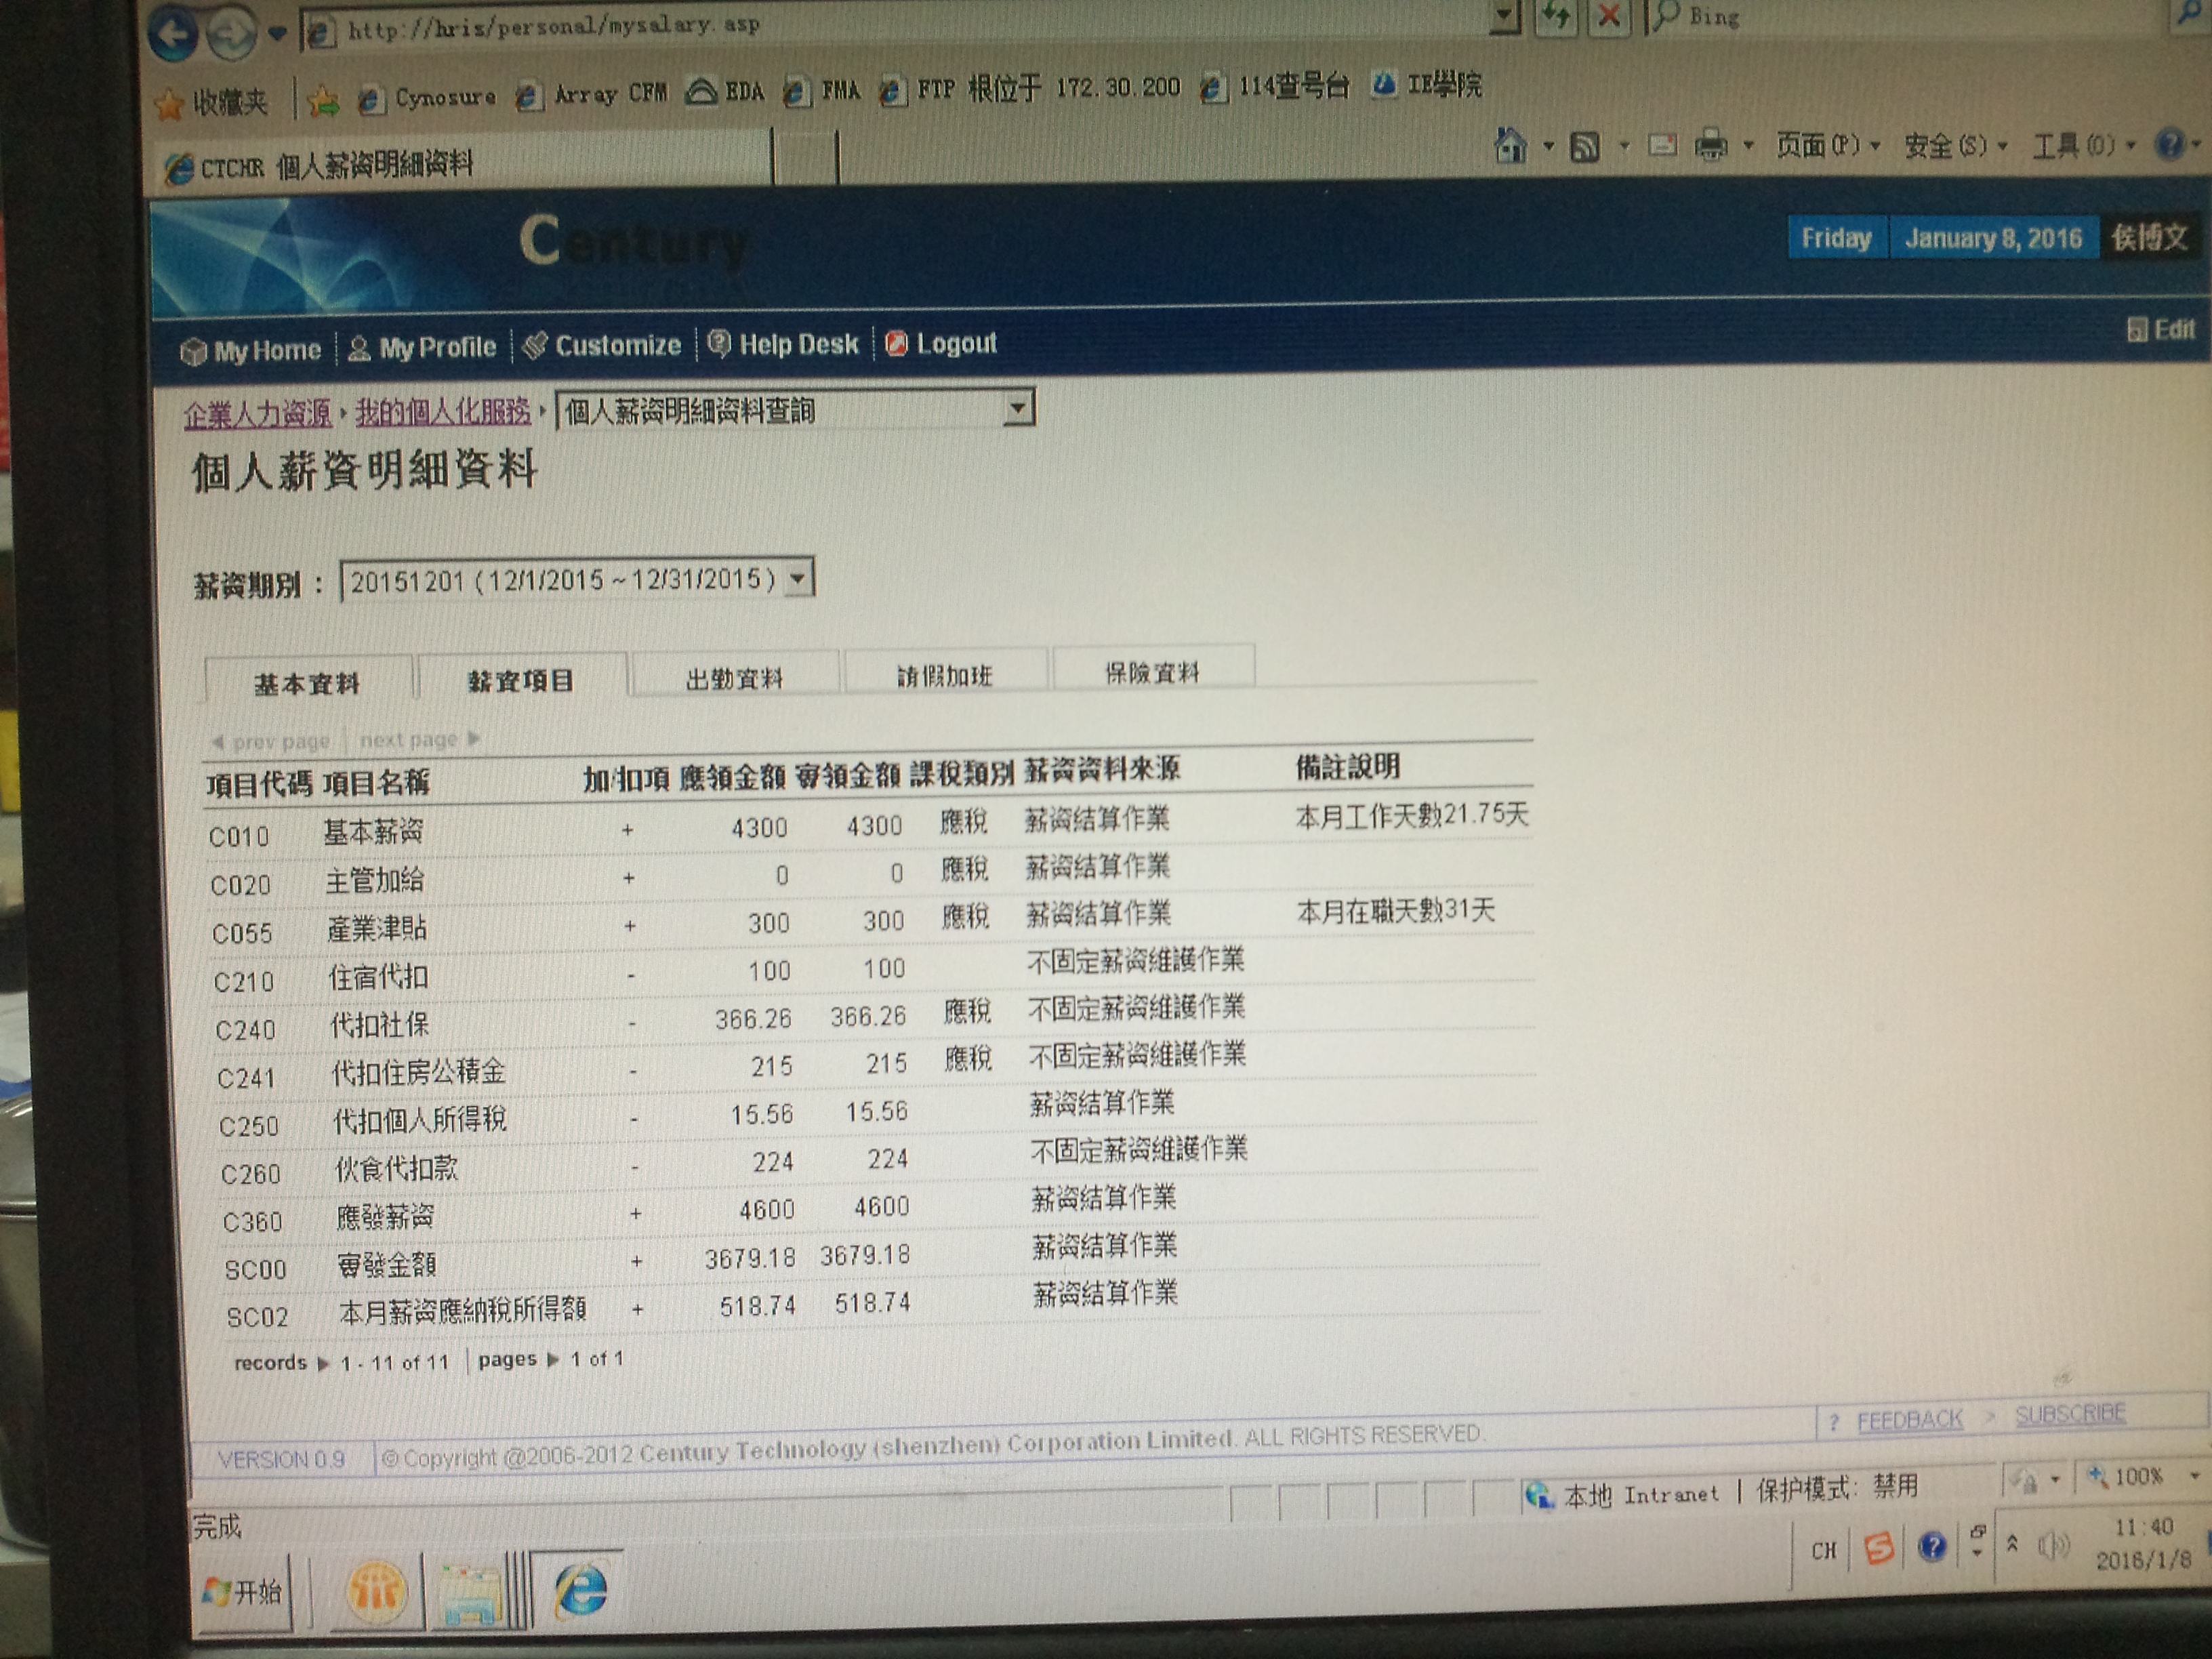 http://hris/personal/mysalary.asp Bing
收藏夹 Cynosure Array CFM EDA FMA FTP 根位于 172.30.200 114查号台 IE學院
CTCHR 個人薪資明細資料 页面(P) 安全(S) 工具(O)
Century Friday January 8, 2016 侯博文
My Home My Profile Customize Help Desk Logout Edit
企業人力資源 我的個人化服務 個人薪資明細資料查詢
個人薪資明細資料
薪資期別 : 20151201 ( 12/1/2015 ~ 12/31/2015 )
基本資料 薪資項目 出勤資料 請假加班 保險資料
prev page next page
項目代碼 項目名稱 加/扣項 應領金額 實領金額 課稅類別 薪資資料來源 備註說明
C010 基本薪資 + 4300 4300 應稅 薪資結算作業 本月工作天數21.75天
C020 主管加給 + 0 0 應稅 薪資結算作業
C055 產業津貼 + 300 300 應稅 薪資結算作業 本月在職天數31天
C210 住宿代扣 - 100 100 不固定薪資維護作業
C240 代扣社保 - 366.26 366.26 應稅 不固定薪資維護作業
C241 代扣住房公積金 - 215 215 應稅 不固定薪資維護作業
C250 代扣個人所得稅 - 15.56 15.56 薪資結算作業
C260 伙食代扣款 - 224 224 不固定薪資維護作業
C360 應發薪資 + 4600 4600 薪資結算作業
SC00 實發金額 + 3679.18 3679.18 薪資結算作業
SC02 本月薪資應納稅所得額 + 518.74 518.74 薪資結算作業
records 1 - 11 of 11 pages 1 of 1
? FEEDBACK > SUBSCRIBE
VERSION 0.9 © Copyright @2006-2012 Century Technology (shenzhen) Corporation Limited. ALL RIGHTS RESERVED.
完成 本地 Intranet | 保护模式: 禁用 100%
开始 CH 11:40
2016/1/8